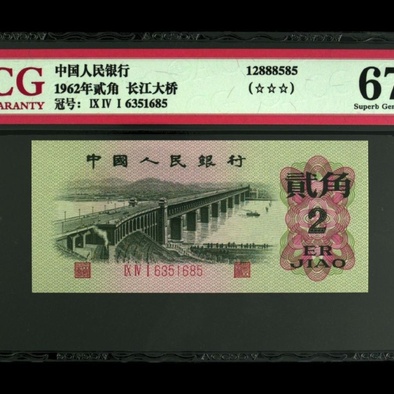 CG
ARANTY
中国人民银行
1962年贰角 长江大桥
冠号: IX IV I 6351685
12888585
(☆☆☆)
67
Superb Ge
中國人民銀行
貳角
2
ER
JIAO
IX IV I 6351685